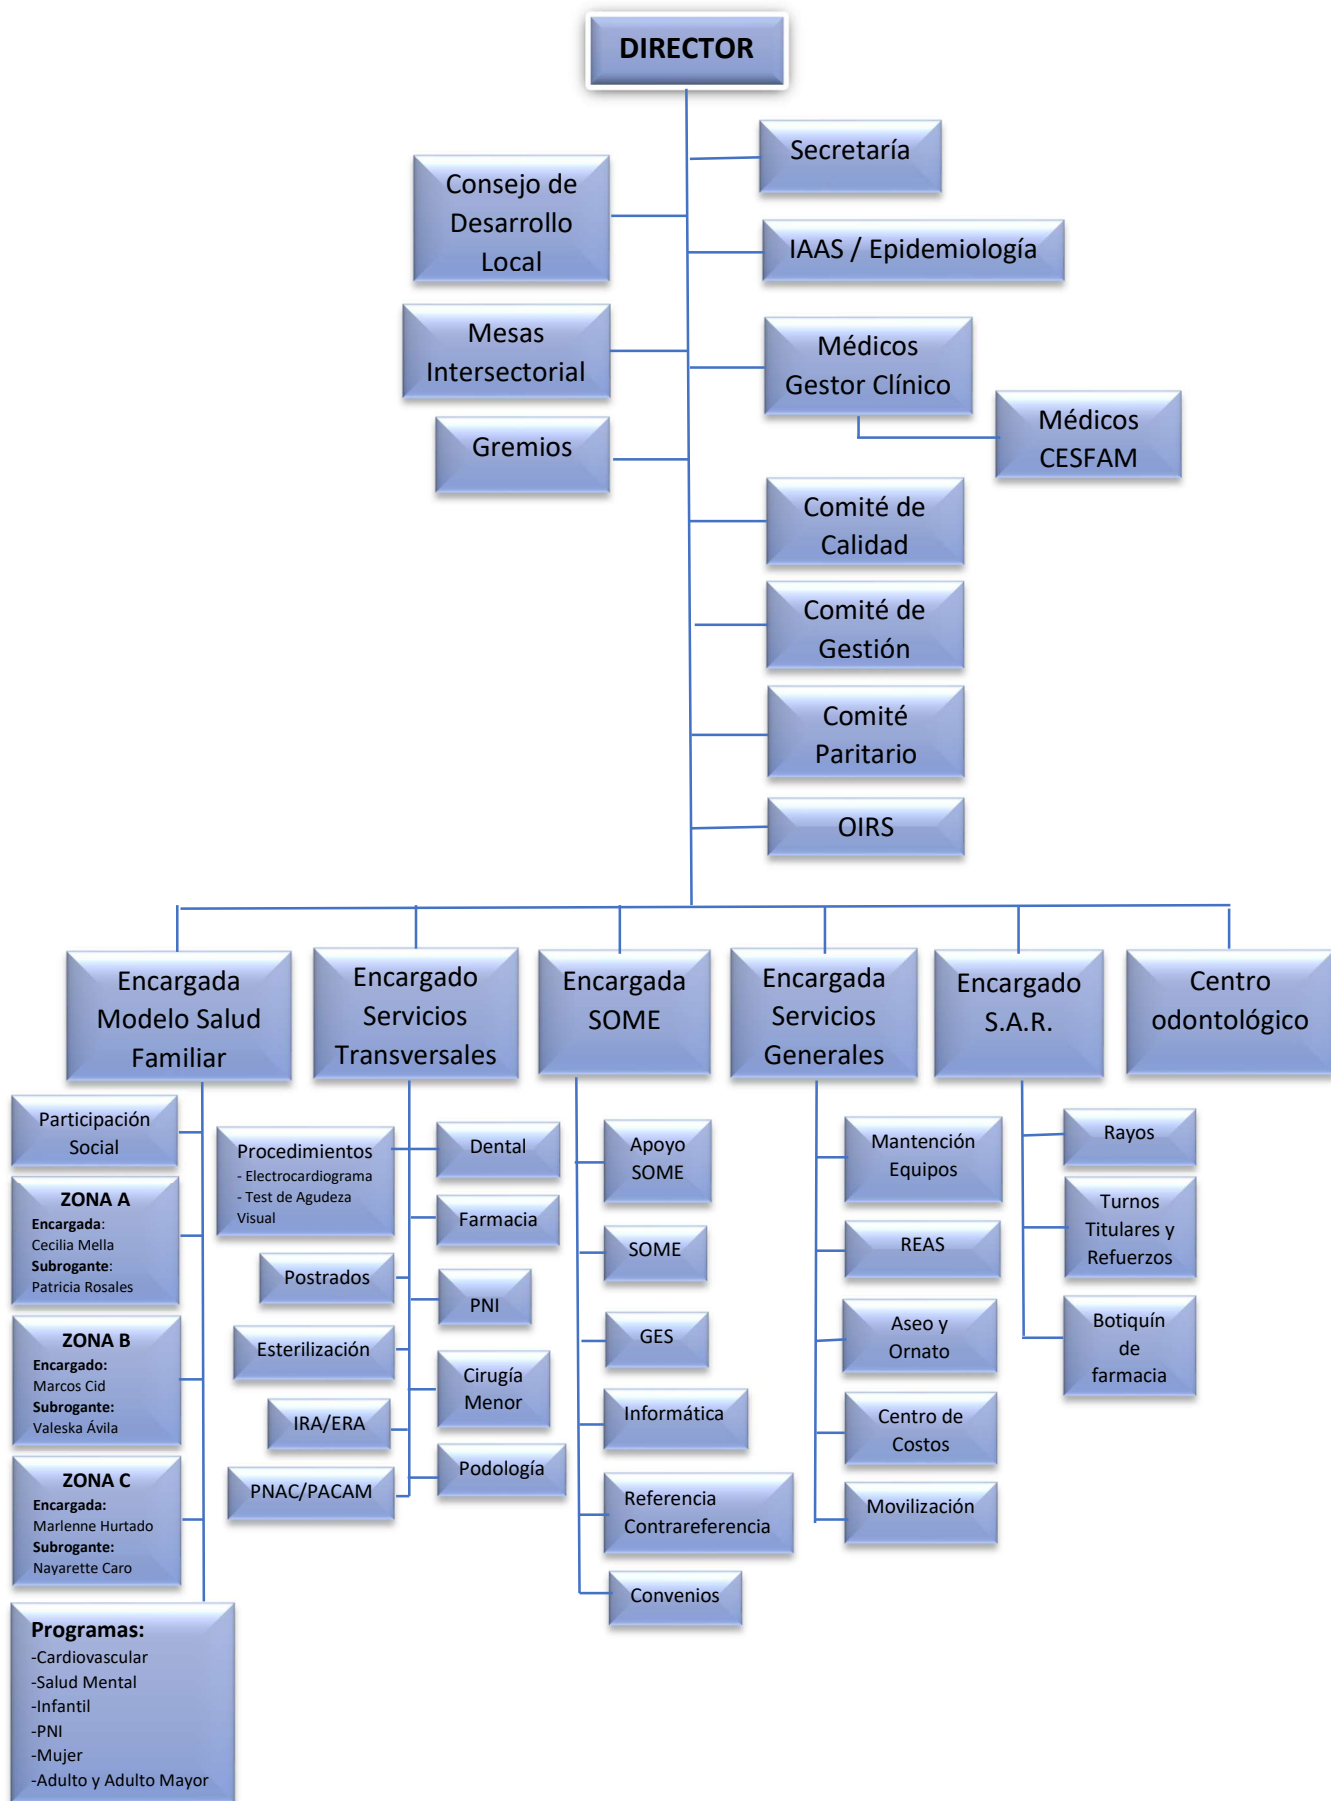 DIRECTOR
Secretaría
Consejo de
Desarrollo
Local
IAAS / Epidemiología
Mesas
Intersectorial
Médicos
Gestor Clínico
Gremios
Médicos
CESFAM
Comité de
Calidad
Comité de
Gestión
Comité
Paritario
OIRS
Encargada
Modelo Salud
Familiar
Encargado
Servicios
Transversales
Encargada
SOME
Encargada
Servicios
Generales
Encargado
S.A.R.
Centro
odontológico
Participación
Social
ZONA A
Encargada:
Cecilia Mella
Subrogante:
Patricia Rosales
ZONA B
Encargado:
Marcos Cid
Subrogante:
Valeska Ávila
ZONA C
Encargada:
Marlenne Hurtado
Subrogante:
Nayarette Caro
Programas:
-Cardiovascular
-Salud Mental
-Infantil
-PNI
-Mujer
-Adulto y Adulto Mayor
Procedimientos
- Electrocardiograma
- Test de Agudeza
Visual
Postrados
Esterilización
IRA/ERA
PNAC/PACAM
Dental
Farmacia
PNI
Cirugía
Menor
Podología
Apoyo
SOME
SOME
GES
Informática
Referencia
Contrareferencia
Convenios
Mantención
Equipos
REAS
Aseo y
Ornato
Centro de
Costos
Movilización
Rayos
Turnos
Titulares y
Refuerzos
Botiquín
de
farmacia